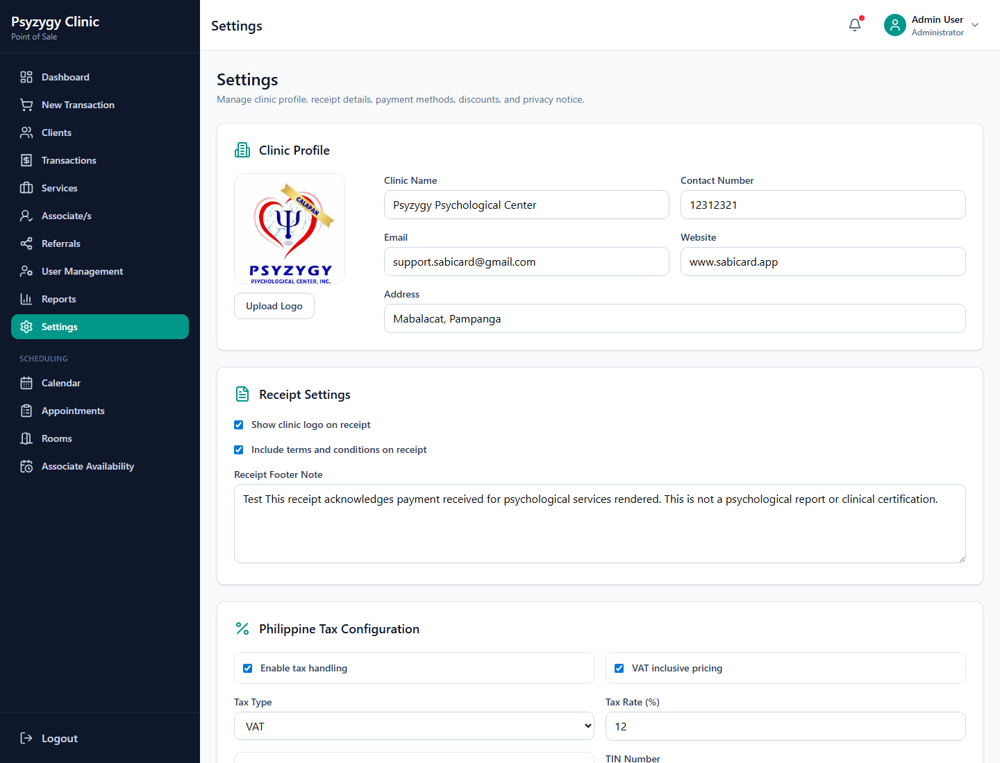 Psyzygy Clinic
Point of Sale
Dashboard
New Transaction
Clients
Transactions
Services
Associate/s
Referrals
User Management
Reports
Settings
SCHEDULING
Calendar
Appointments
Rooms
Associate Availability
Logout
Settings
Admin User
Administrator
Settings
Manage clinic profile, receipt details, payment methods, discounts, and privacy notice.
Clinic Profile
CALAPAN
PSYZYGY
PSYCHOLOGICAL CENTER, INC.
Upload Logo
Clinic Name
Psyzygy Psychological Center
Contact Number
12312321
Email
support.sabicard@gmail.com
Website
www.sabicard.app
Address
Mabalacat, Pampanga
Receipt Settings
Show clinic logo on receipt
Include terms and conditions on receipt
Receipt Footer Note
Test This receipt acknowledges payment received for psychological services rendered. This is not a psychological report or clinical certification.
Philippine Tax Configuration
Enable tax handling
VAT inclusive pricing
Tax Type
VAT
Tax Rate (%)
12
TIN Number